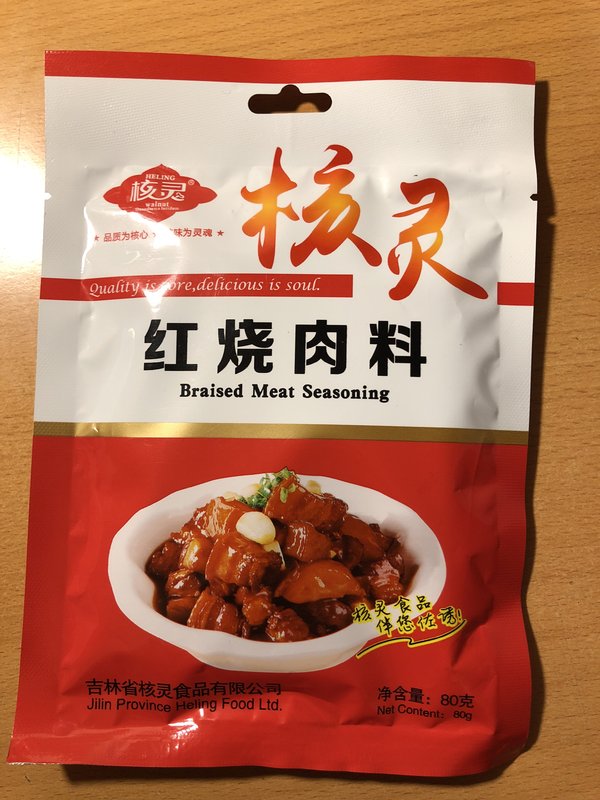 HELING
核灵®
walnut
核灵
★ 品质为核心 味为灵魂 ★
Quality is core,delicious is soul.
红烧肉料
Braised Meat Seasoning
核灵食品
伴您佐诱!
吉林省核灵食品有限公司
Jilin Province Heling Food Ltd.
净含量: 80克
Net Content: 80g